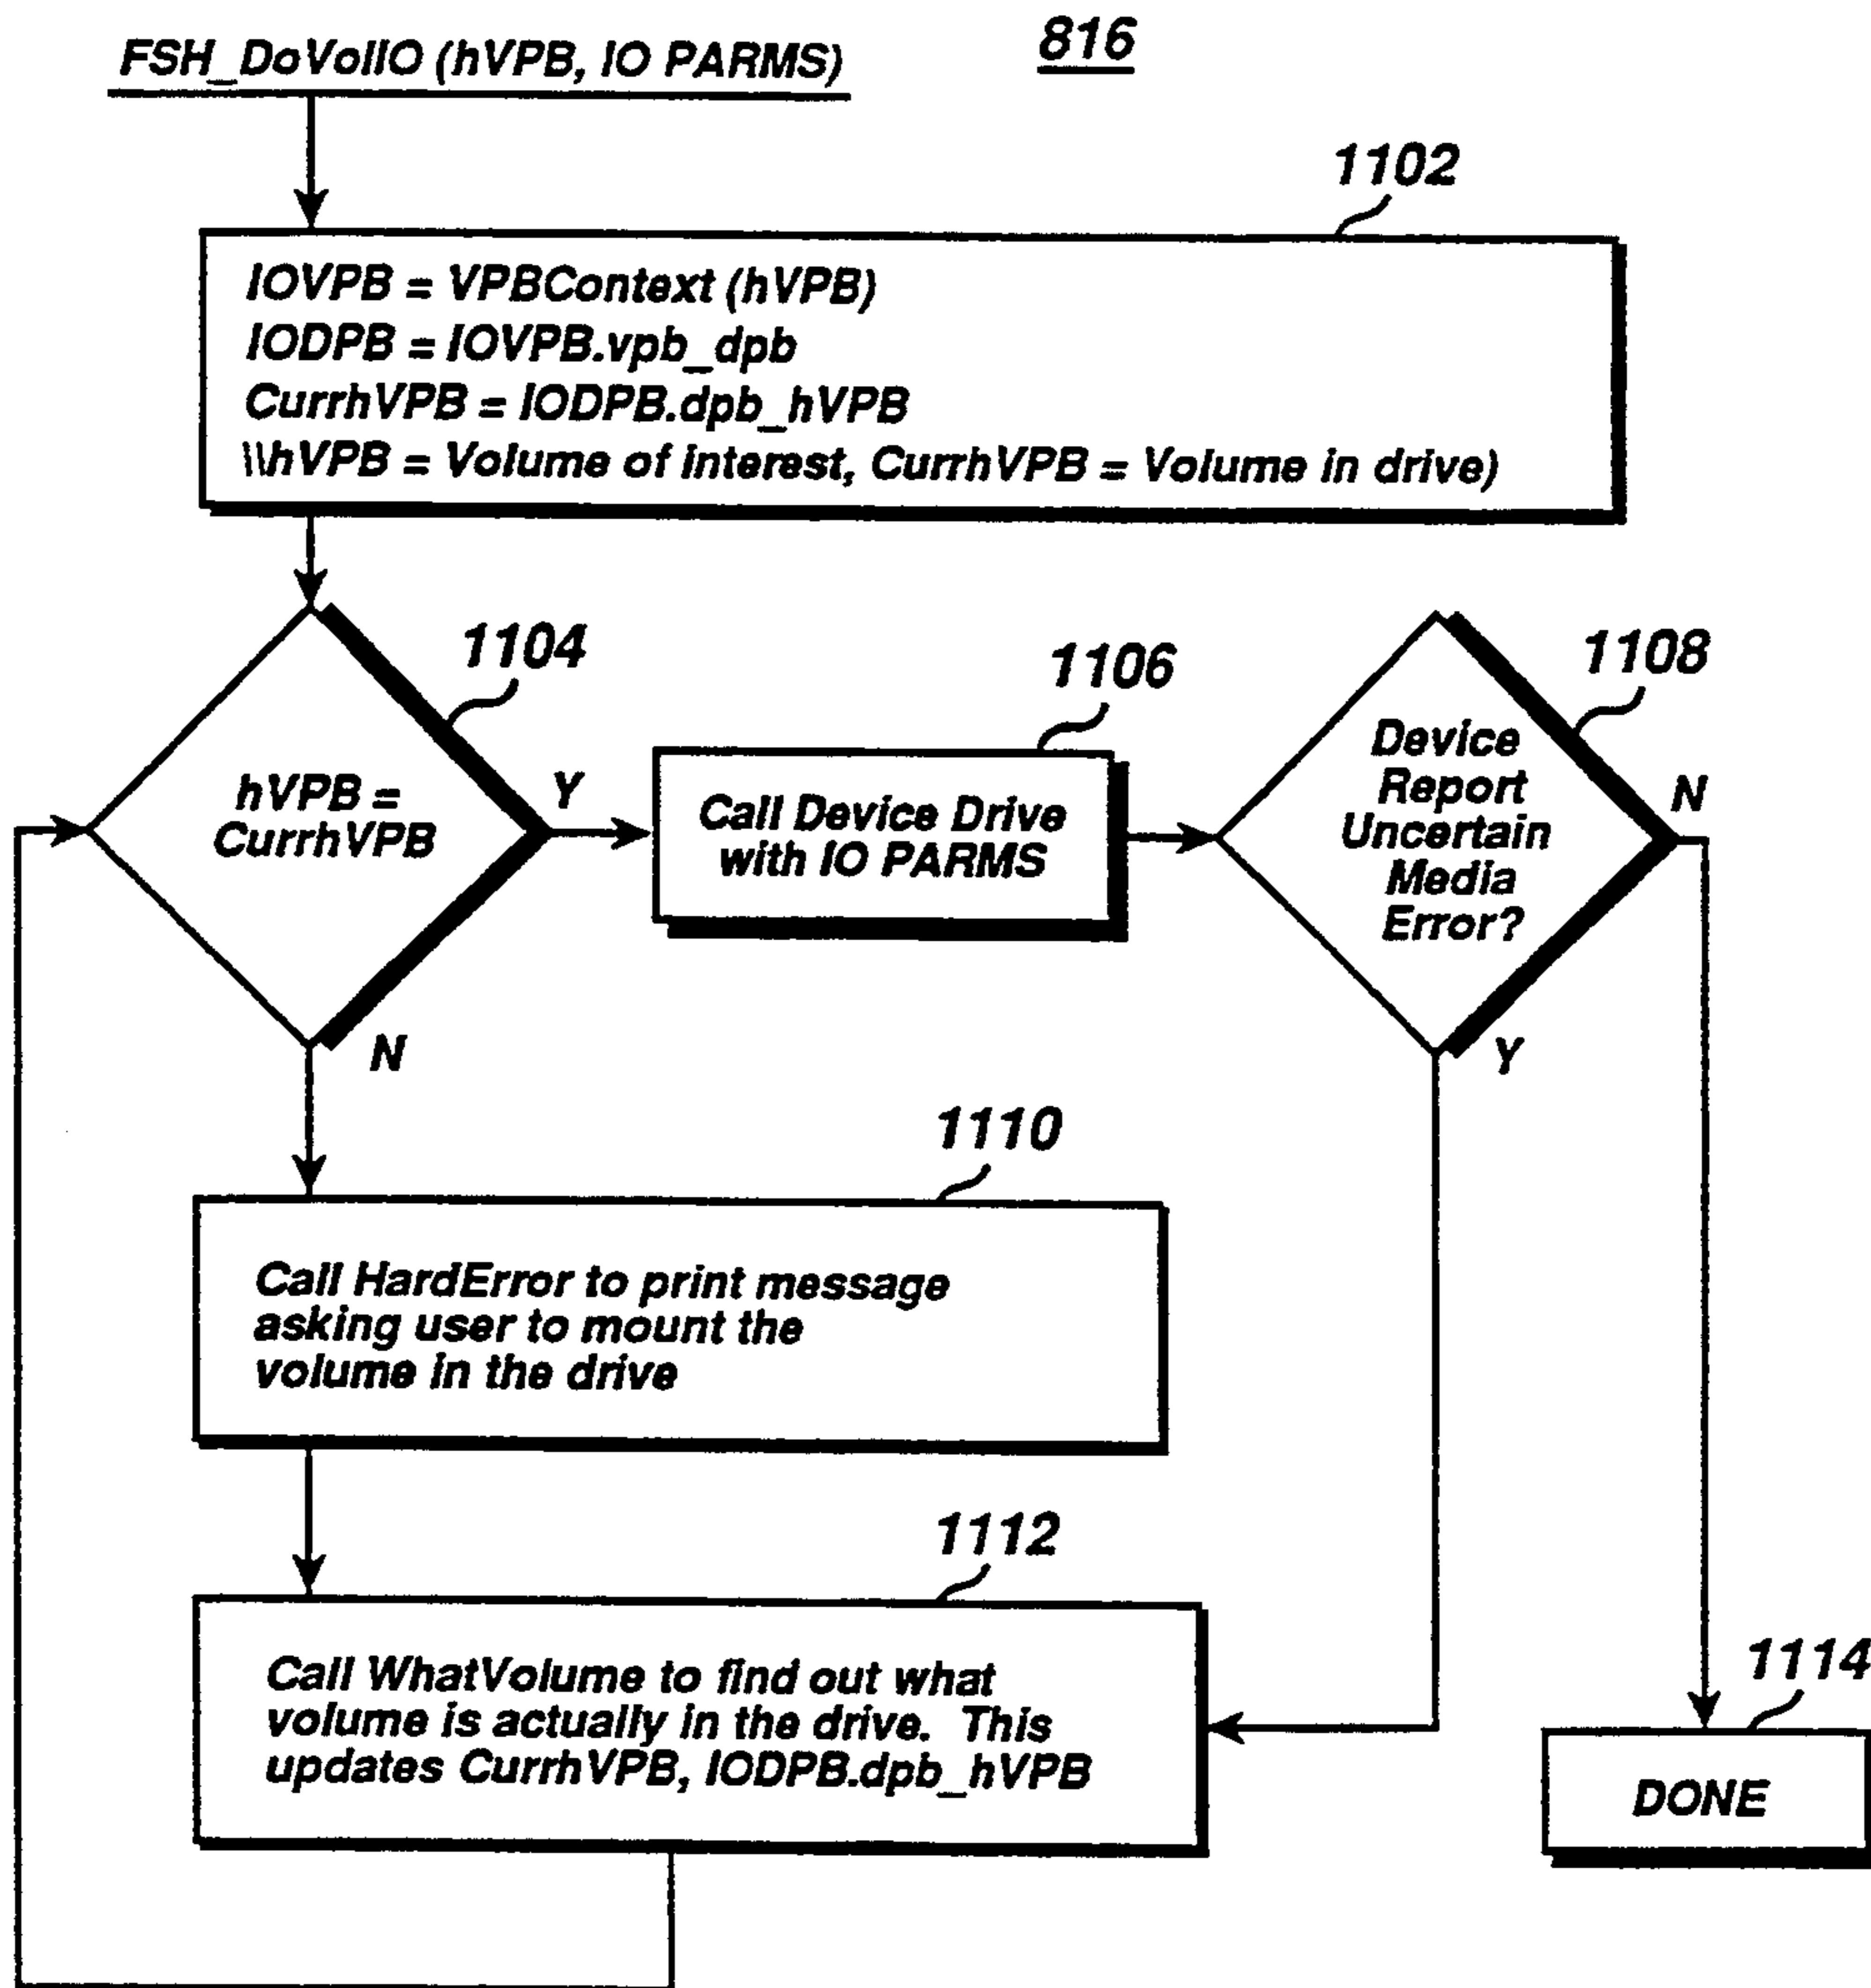 FSH_DoVolIO (hVPB, IO PARMS)
816
1102
IOVPB = VPBContext (hVPB)
IODPB = IOVPB.vpb_dpb
CurrhVPB = IODPB.dpb_hVPB
\\hVPB = Volume of interest, CurrhVPB = Volume in drive)
1104
hVPB =
CurrhVPB
Y
N
1106
Call Device Drive
with IO PARMS
1108
Device
Report
Uncertain
Media
Error?
N
Y
1110
Call HardError to print message
asking user to mount the
volume in the drive
1112
Call WhatVolume to find out what
volume is actually in the drive. This
updates CurrhVPB, IODPB.dpb_hVPB
1114
DONE